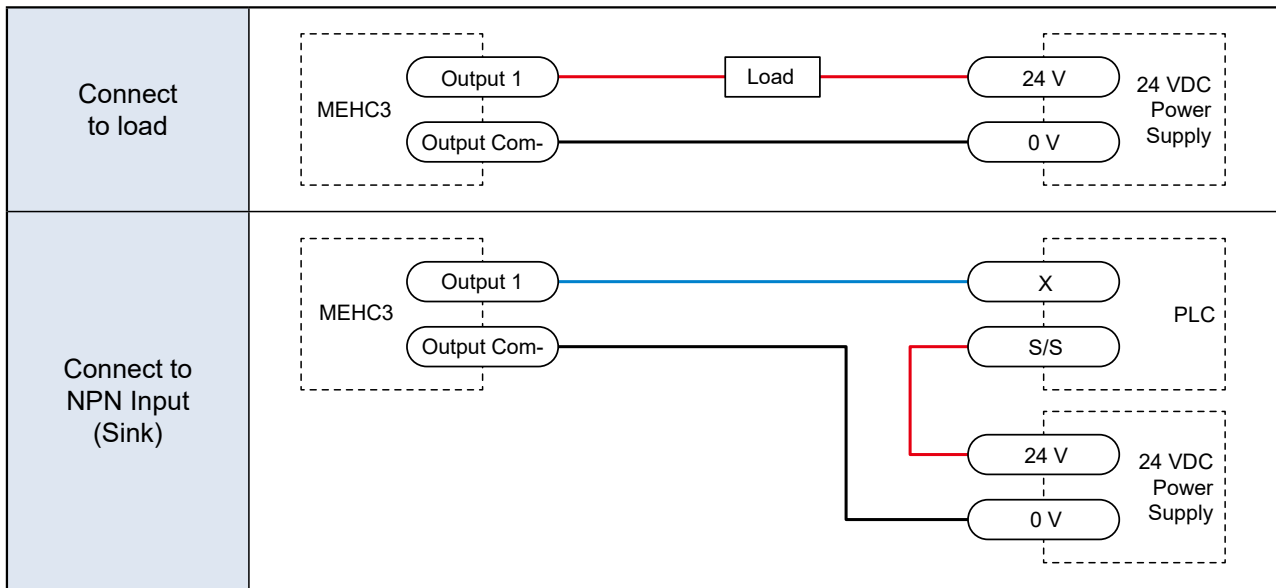 Connect
to load
MEHC3
Output 1
Output Com-
Load
24 V
0 V
24 VDC
Power
Supply
Connect to
NPN Input
(Sink)
MEHC3
Output 1
Output Com-
X
S/S
PLC
24 V
0 V
24 VDC
Power
Supply